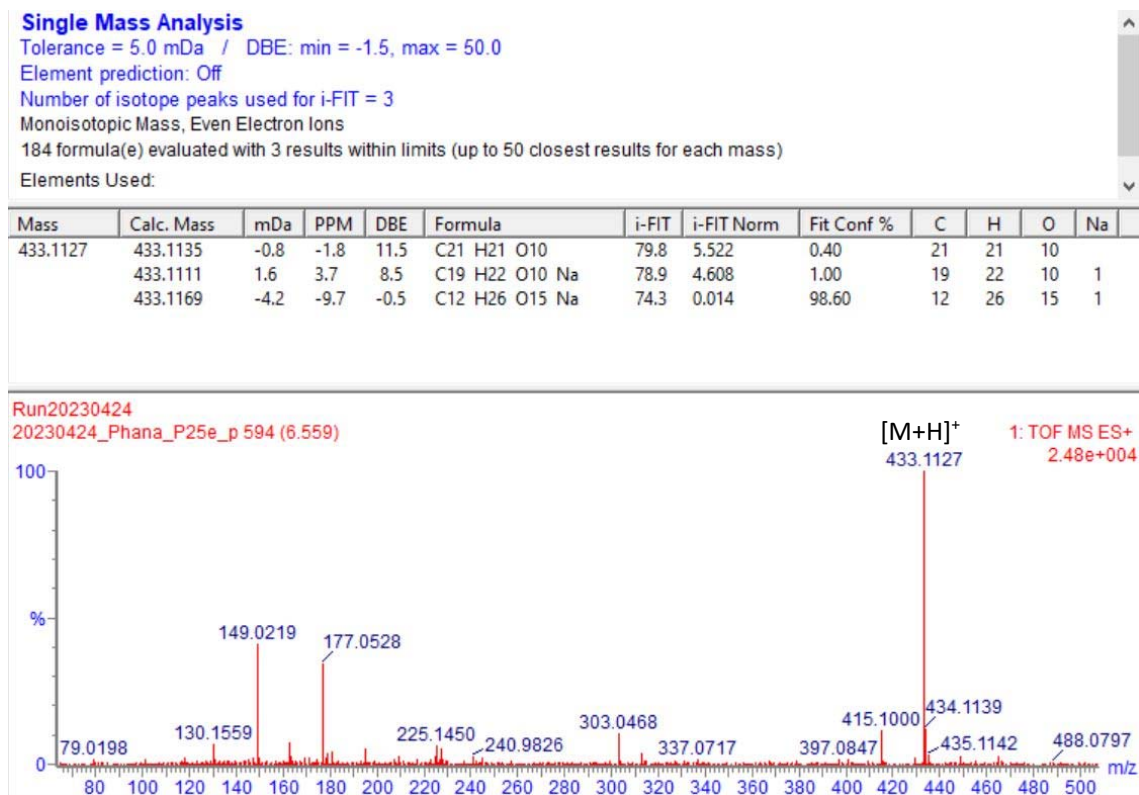 Single Mass Analysis
Tolerance = 5.0 mDa / DBE: min = -1.5, max = 50.0
Element prediction: Off
Number of isotope peaks used for i-FIT = 3
Monoisotopic Mass, Even Electron Ions
184 formula(e) evaluated with 3 results within limits (up to 50 closest results for each mass)
Elements Used:
Mass Calc. Mass mDa PPM DBE Formula i-FIT i-FIT Norm Fit Conf % C H O Na
433.1127 433.1135 -0.8 -1.8 11.5 C21 H21 O10 79.8 5.522 0.40 21 21 10
433.1111 1.6 3.7 8.5 C19 H22 O10 Na 78.9 4.608 1.00 19 22 10 1
433.1169 -4.2 -9.7 -0.5 C12 H26 O15 Na 74.3 0.014 98.60 12 26 15 1
Run20230424
20230424_Phana_P25e_p 594 (6.559)
[M+H]+
1: TOF MS ES+
2.48e+004
433.1127
100
%
0
149.0219
177.0528
130.1559
79.0198
225.1450
240.9826
303.0468
337.0717
415.1000
397.0847
434.1139
435.1142
488.0797
m/z
80 100 120 140 160 180 200 220 240 260 280 300 320 340 360 380 400 420 440 460 480 500